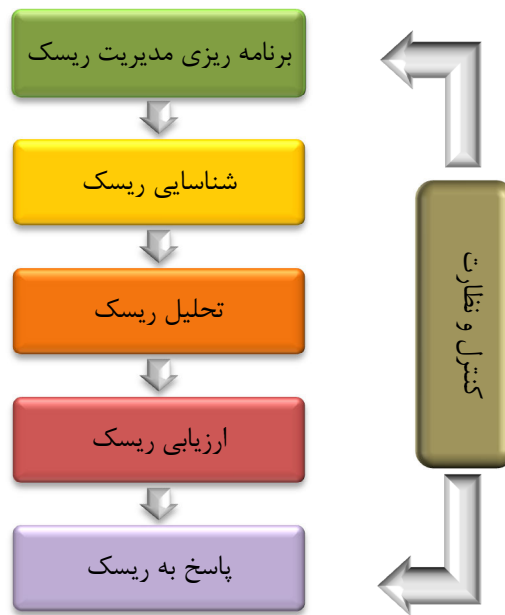 برنامه ریزی مدیریت ریسک
شناسایی ریسک
تحلیل ریسک
ارزیابی ریسک
پاسخ به ریسک
کنترل و نظارت